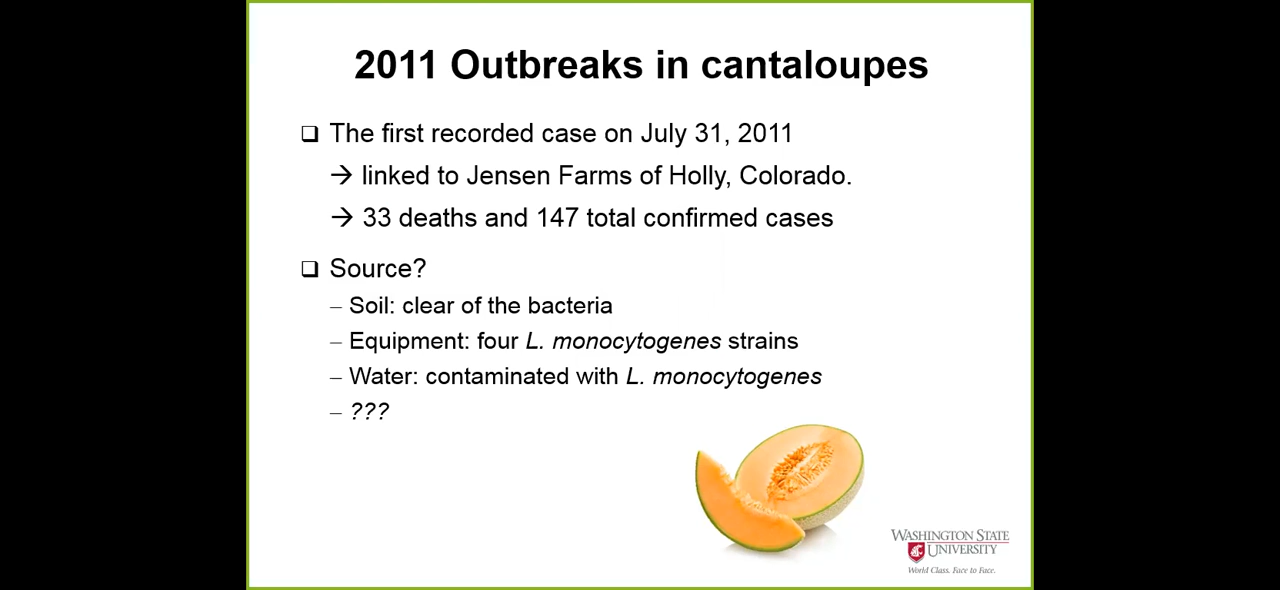 2011 Outbreaks in cantaloupes
❑ The first recorded case on July 31, 2011
→ linked to Jensen Farms of Holly, Colorado.
→ 33 deaths and 147 total confirmed cases
❑ Source?
– Soil: clear of the bacteria
– Equipment: four L. monocytogenes strains
– Water: contaminated with L. monocytogenes
– ???
WASHINGTON STATE
UNIVERSITY
World Class. Face to Face.